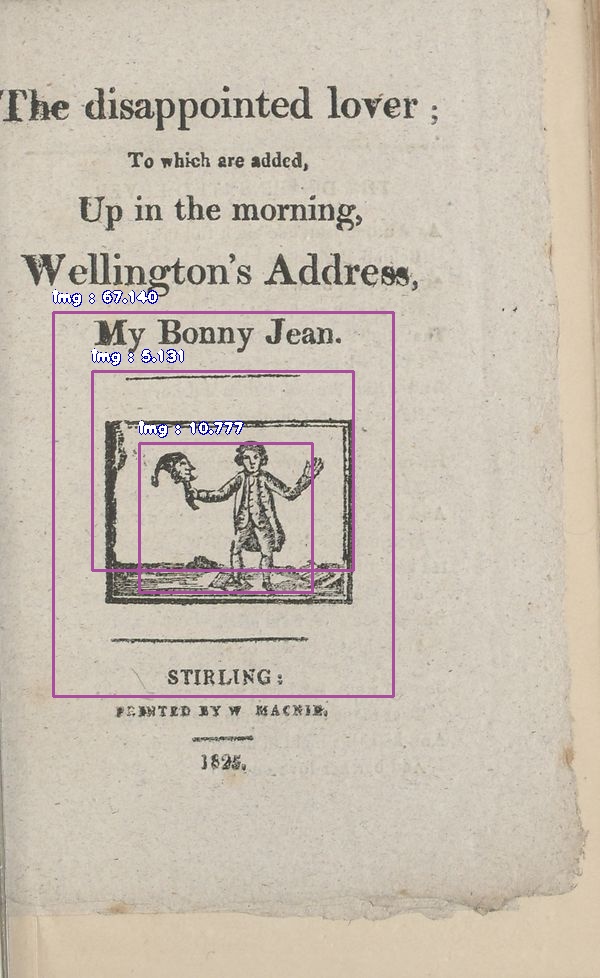 The disappointed lover ;
To which are added,
Up in the morning,
Wellington's Address,
img : 67.140
My Bonny Jean.
img : 5.131
img : 10.777
STIRLING :
PRINTED BY W MACNIE,
1825.